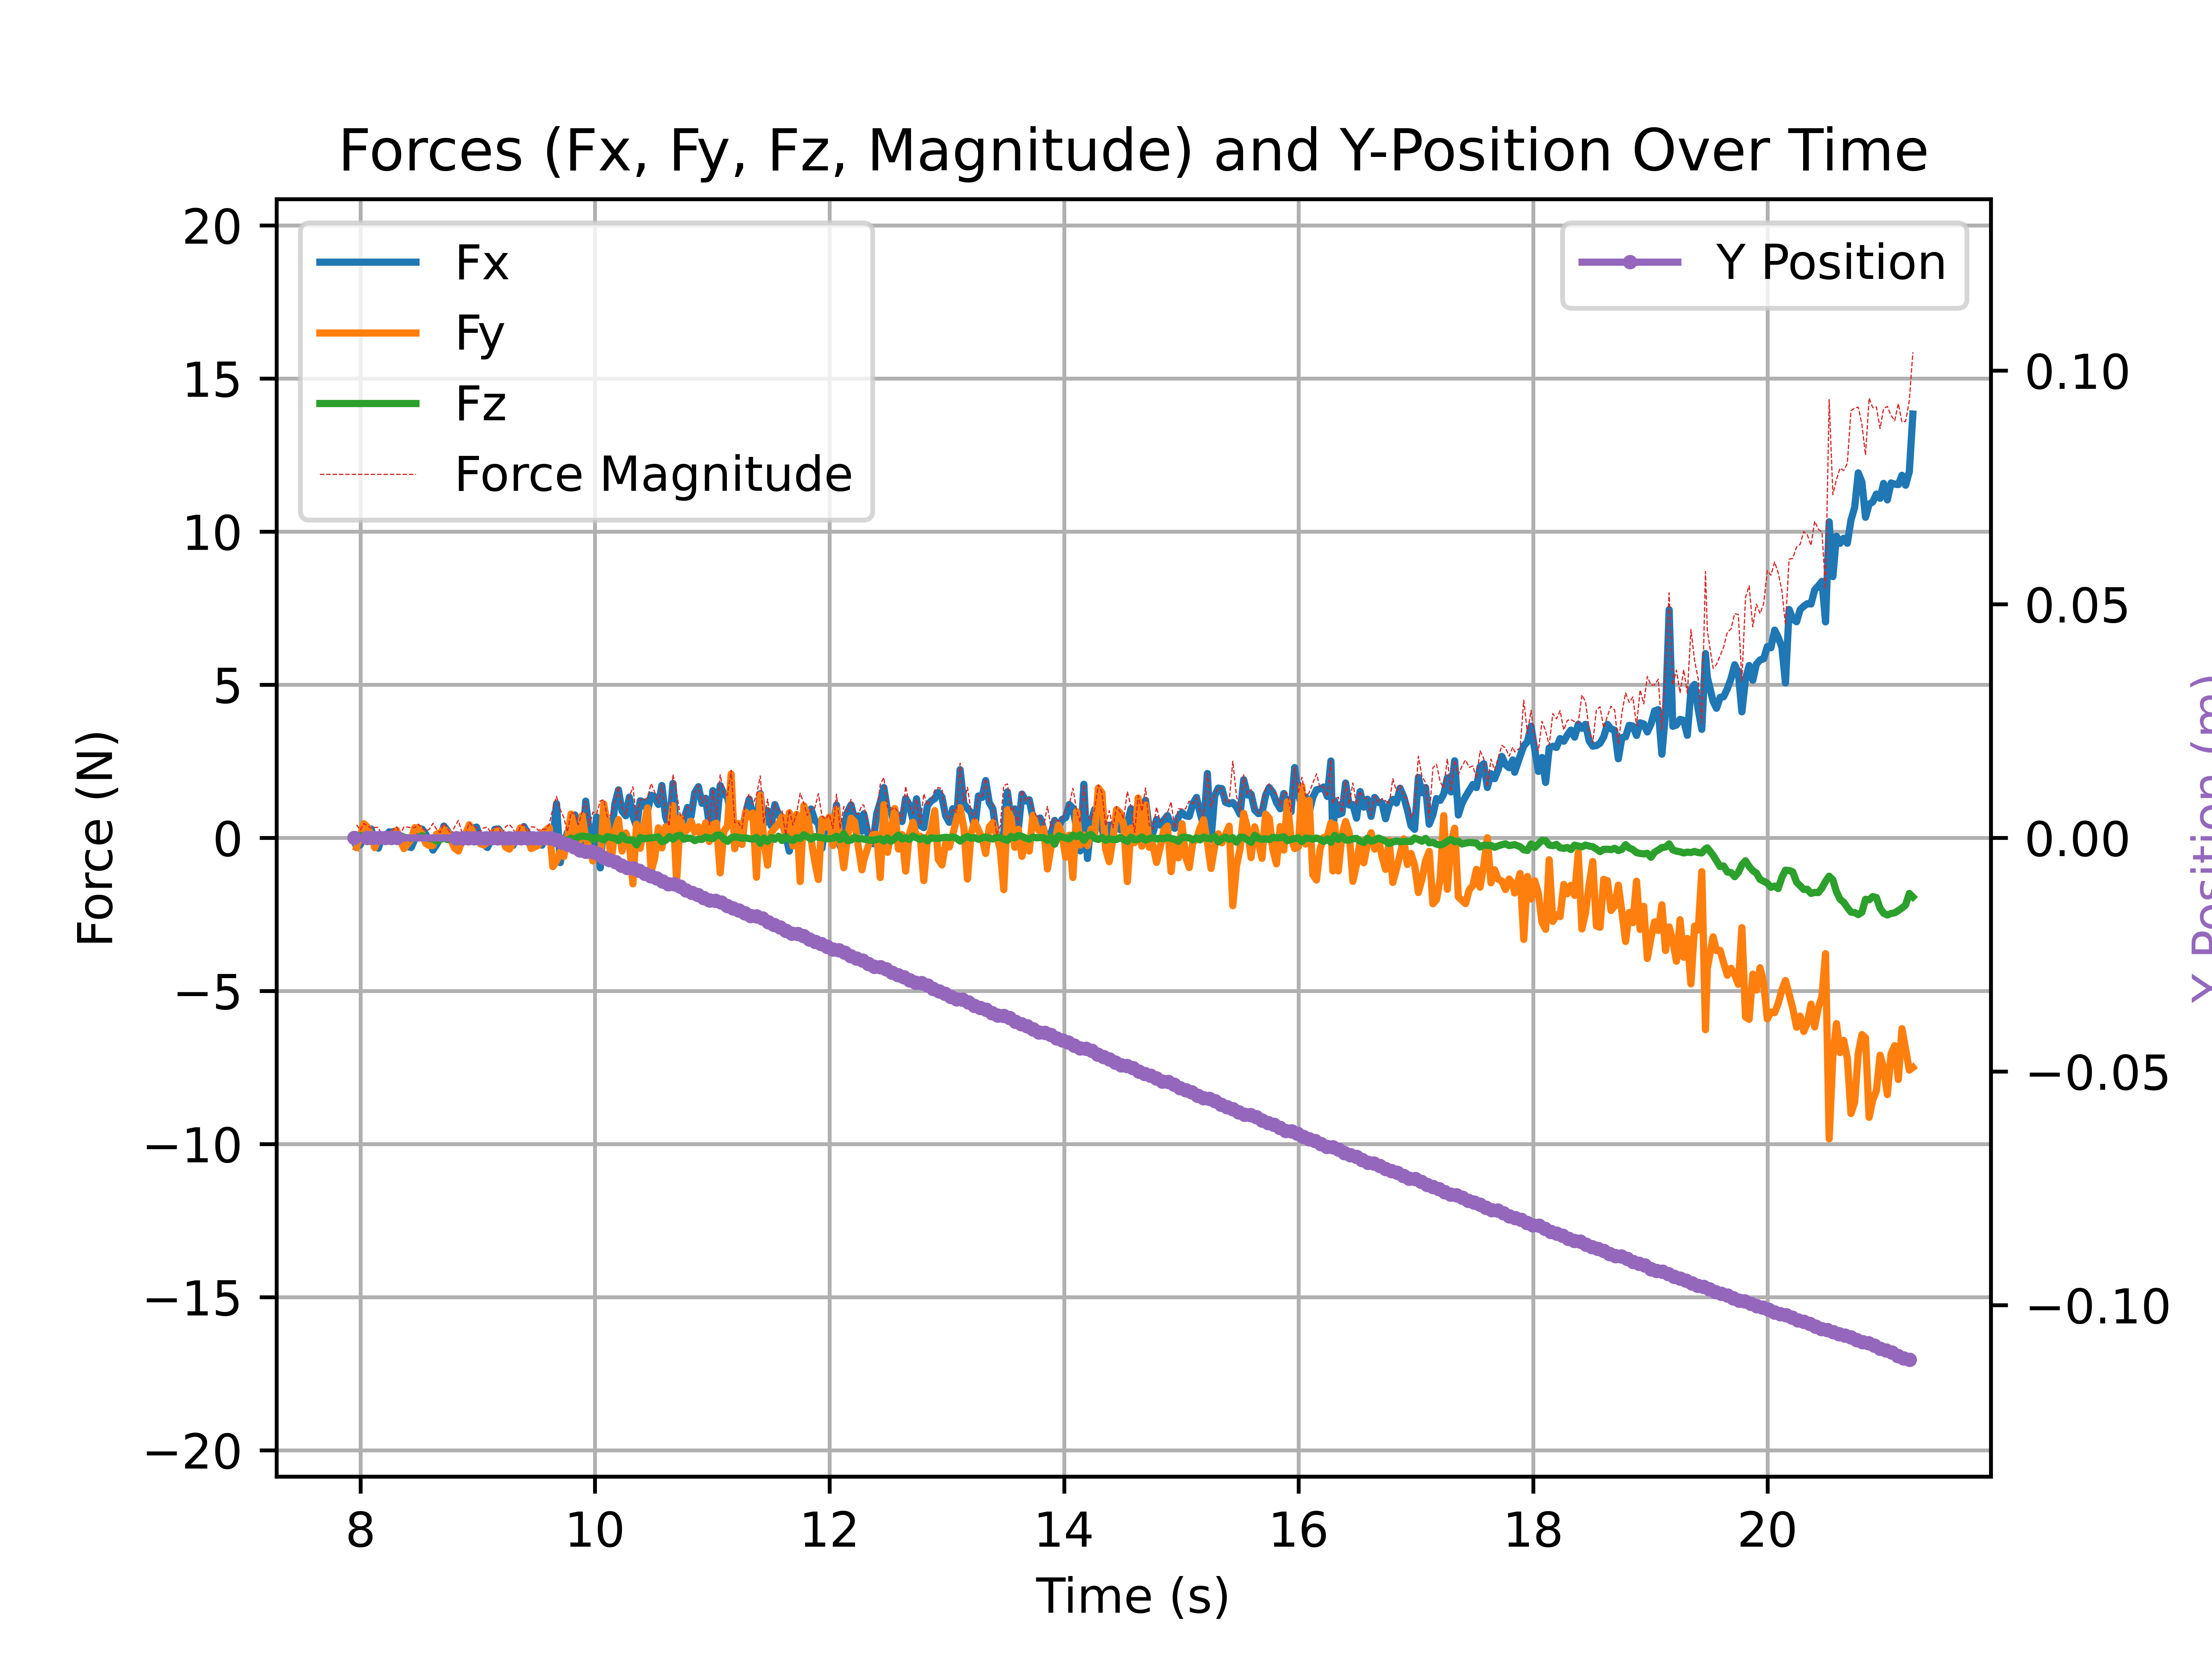 Forces (Fx, Fy, Fz, Magnitude) and Y-Position Over Time
Fx
Fy
Fz
Force Magnitude
Y Position
20
15
10
5
0
−5
−10
−15
−20
Force (N)
8
10
12
14
16
18
20
Time (s)
0.10
0.05
0.00
−0.05
−0.10
Y Position (m)